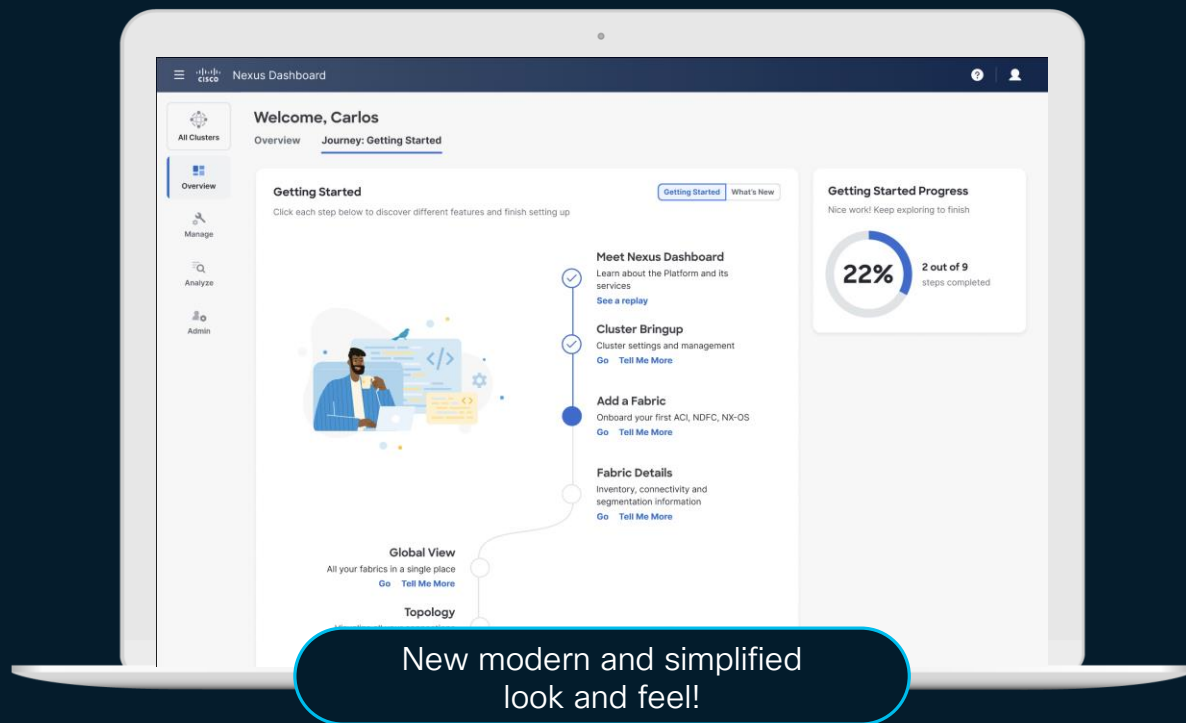 cisco Nexus Dashboard
All Clusters
Overview
Manage
Analyze
Admin
Welcome, Carlos
Overview Journey: Getting Started
Getting Started
Getting Started What's New
Click each step below to discover different features and finish setting up
Meet Nexus Dashboard
Learn about the Platform and its
services
See a replay
Cluster Bringup
Cluster settings and management
Go Tell Me More
Add a Fabric
Onboard your first ACI, NDFC, NX-OS
Go Tell Me More
Fabric Details
Inventory, connectivity and
segmentation information
Go Tell Me More
Global View
All your fabrics in a single place
Go Tell Me More
Topology
Getting Started Progress
Nice work! Keep exploring to finish
22%
2 out of 9
steps completed
New modern and simplified
look and feel!